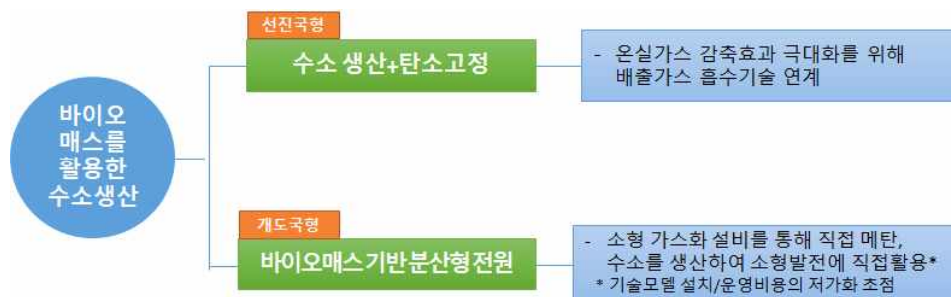 선진국형
수소 생산+탄소고정
- 온실가스 감축효과 극대화를 위해
배출가스 흡수기술 연계
바이오
매스를
활용한
수소생산
개도국형
바이오매스기반분산형전원
- 소형 가스화 설비를 통해 직접 메탄,
수소를 생산하여 소형발전에 직접활용*
* 기술모델 설치/운영비용의 저가화 초점